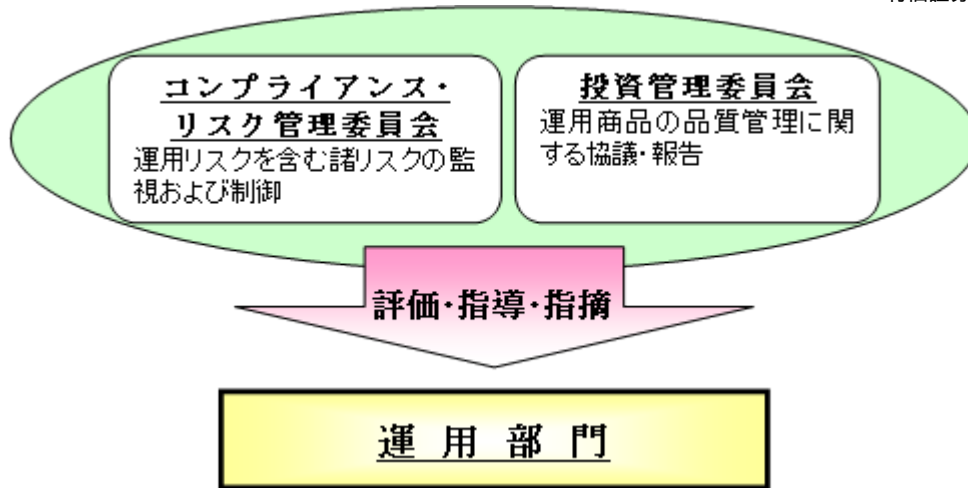 コンプライアンス・
リスク管理委員会
運用リスクを含む諸リスクの監
視および制御
投資管理委員会
運用商品の品質管理に関
する協議・報告
評価・指導・指摘
運用部門